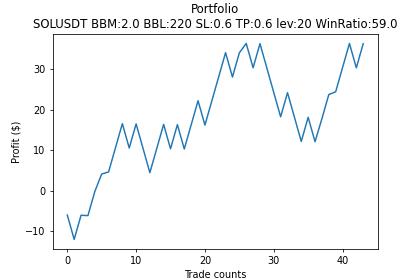 Portfolio
SOLUSDT BBM:2.0 BBL:220 SL:0.6 TP:0.6 lev:20 WinRatio:59.0
30
20
10
0
−10
Profit ($)
0
10
20
30
40
Trade counts